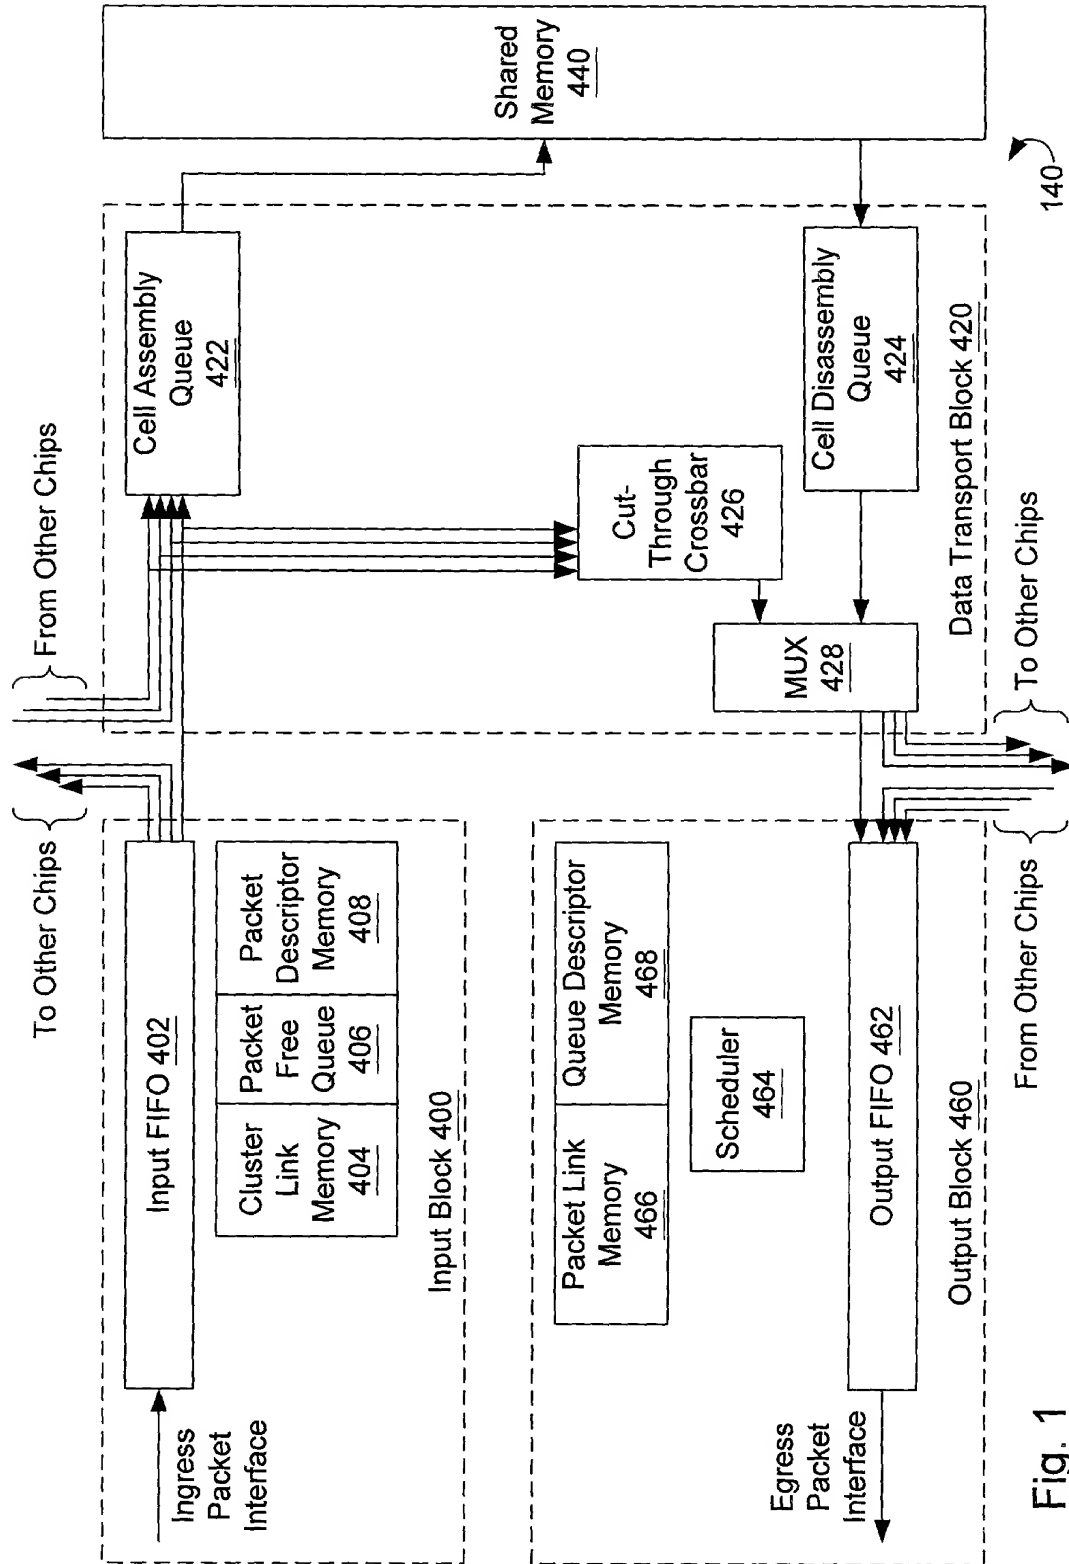 Ingress
Packet
Interface
Input FIFO 402
To Other Chips
From Other Chips
Cluster
Link
Memory
404
Packet
Free
Queue
406
Packet
Descriptor
Memory
408
Input Block 400
Cell Assembly
Queue
422
Cut-
Through
Crossbar
426
MUX
428
Cell Disassembly
Queue
424
Data Transport Block 420
Shared
Memory
440
Packet Link
Memory
466
Queue Descriptor
Memory
468
Scheduler
464
Output FIFO 462
Output Block 460
Egress
Packet
Interface
From Other Chips
To Other Chips
140
Fig. 1